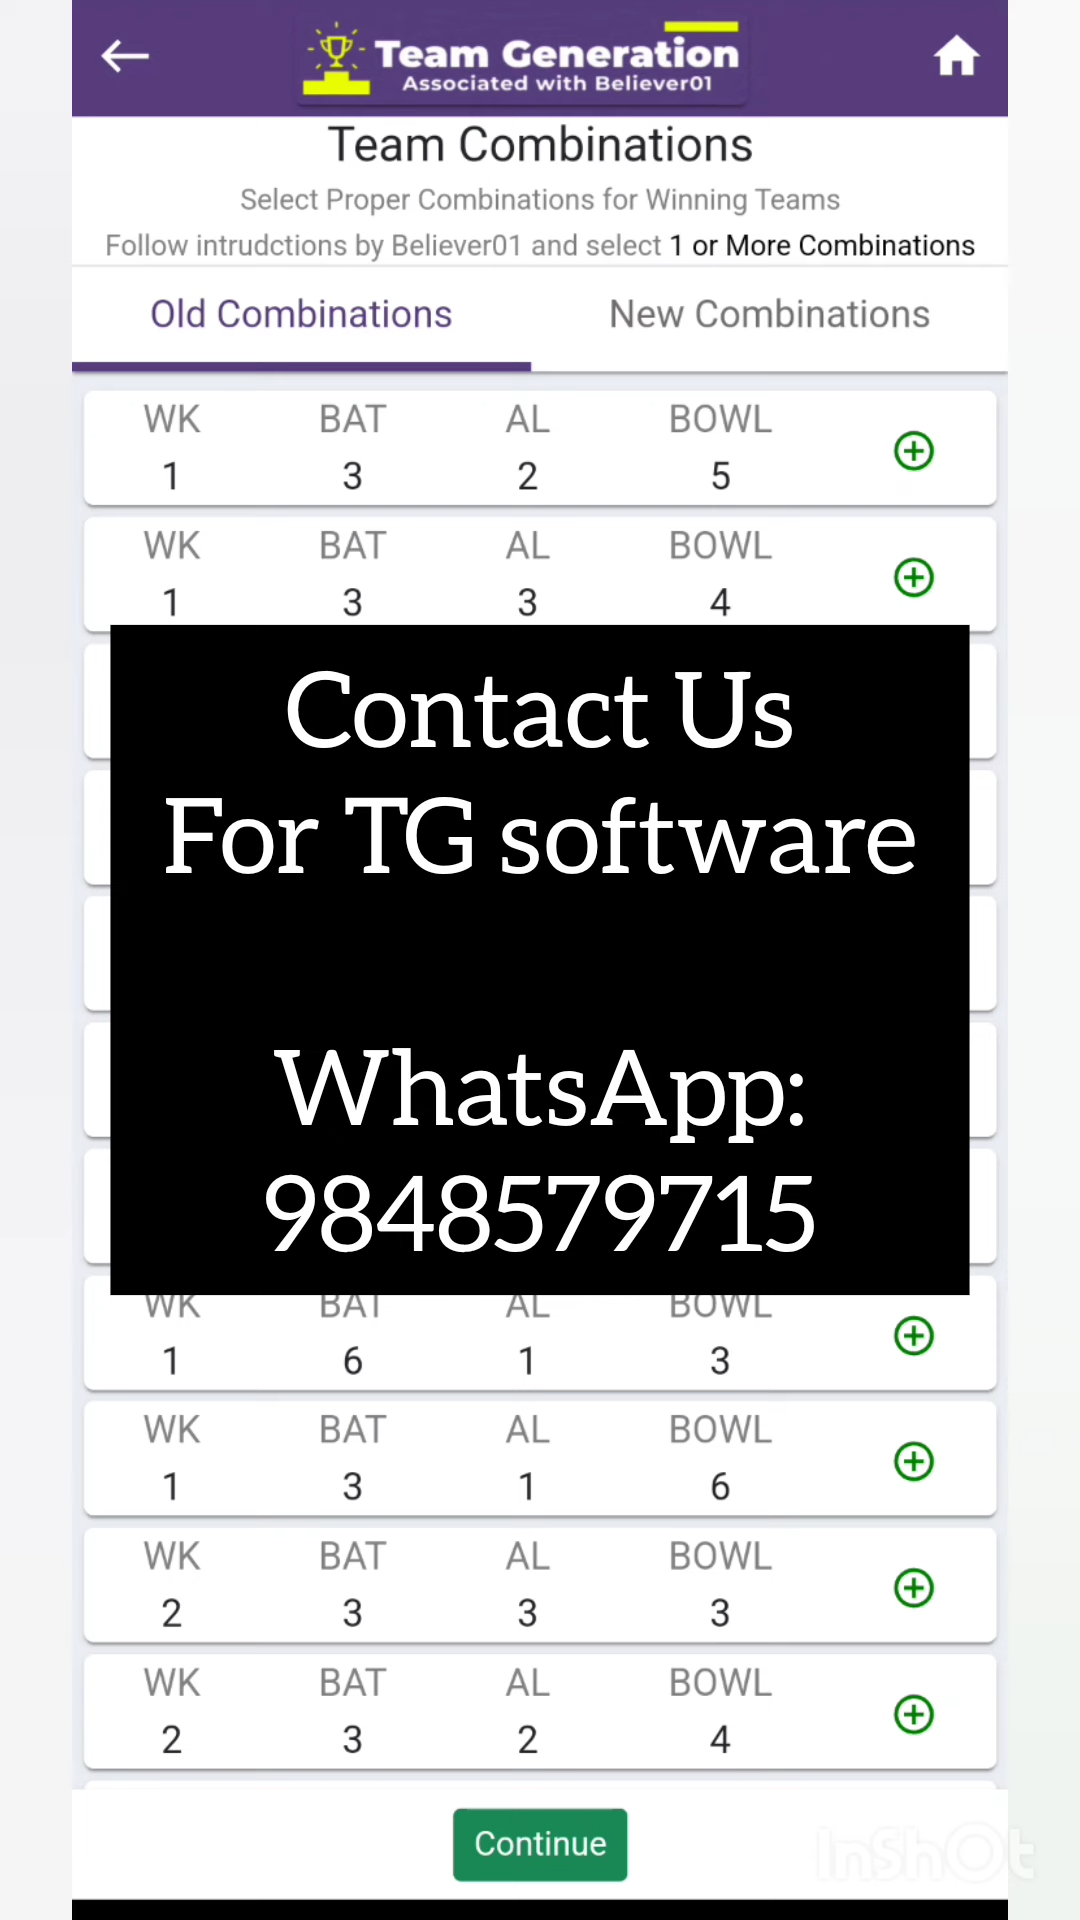 Team Generation
Associated with Believer01
Team Combinations
Select Proper Combinations for Winning Teams
Follow intrudctions by Believer01 and select 1 or More Combinations
Old Combinations New Combinations
WK BAT AL BOWL
1 3 2 5
WK BAT AL BOWL
1 3 3 4
Contact Us
For TG software
WhatsApp:
9848579715
WK BAT AL BOWL
1 6 1 3
WK BAT AL BOWL
1 3 1 6
WK BAT AL BOWL
2 3 3 3
WK BAT AL BOWL
2 3 2 4
Continue
InShOt